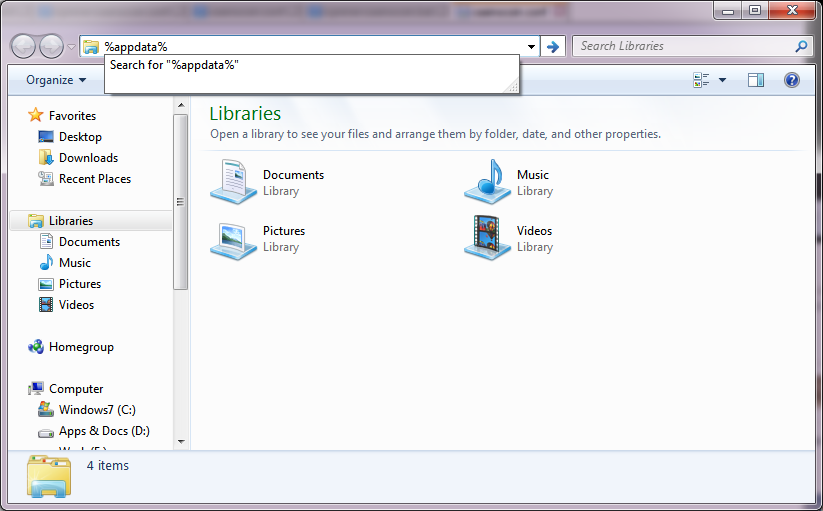 %appdata%
Search Libraries
Search for "%appdata%"
Organize
Favorites
Desktop
Downloads
Recent Places
Libraries
Documents
Music
Pictures
Videos
Homegroup
Computer
Windows7 (C:)
Apps & Docs (D:)
Libraries
Open a library to see your files and arrange them by folder, date, and other properties.
Documents
Library
Music
Library
Pictures
Library
Videos
Library
4 items